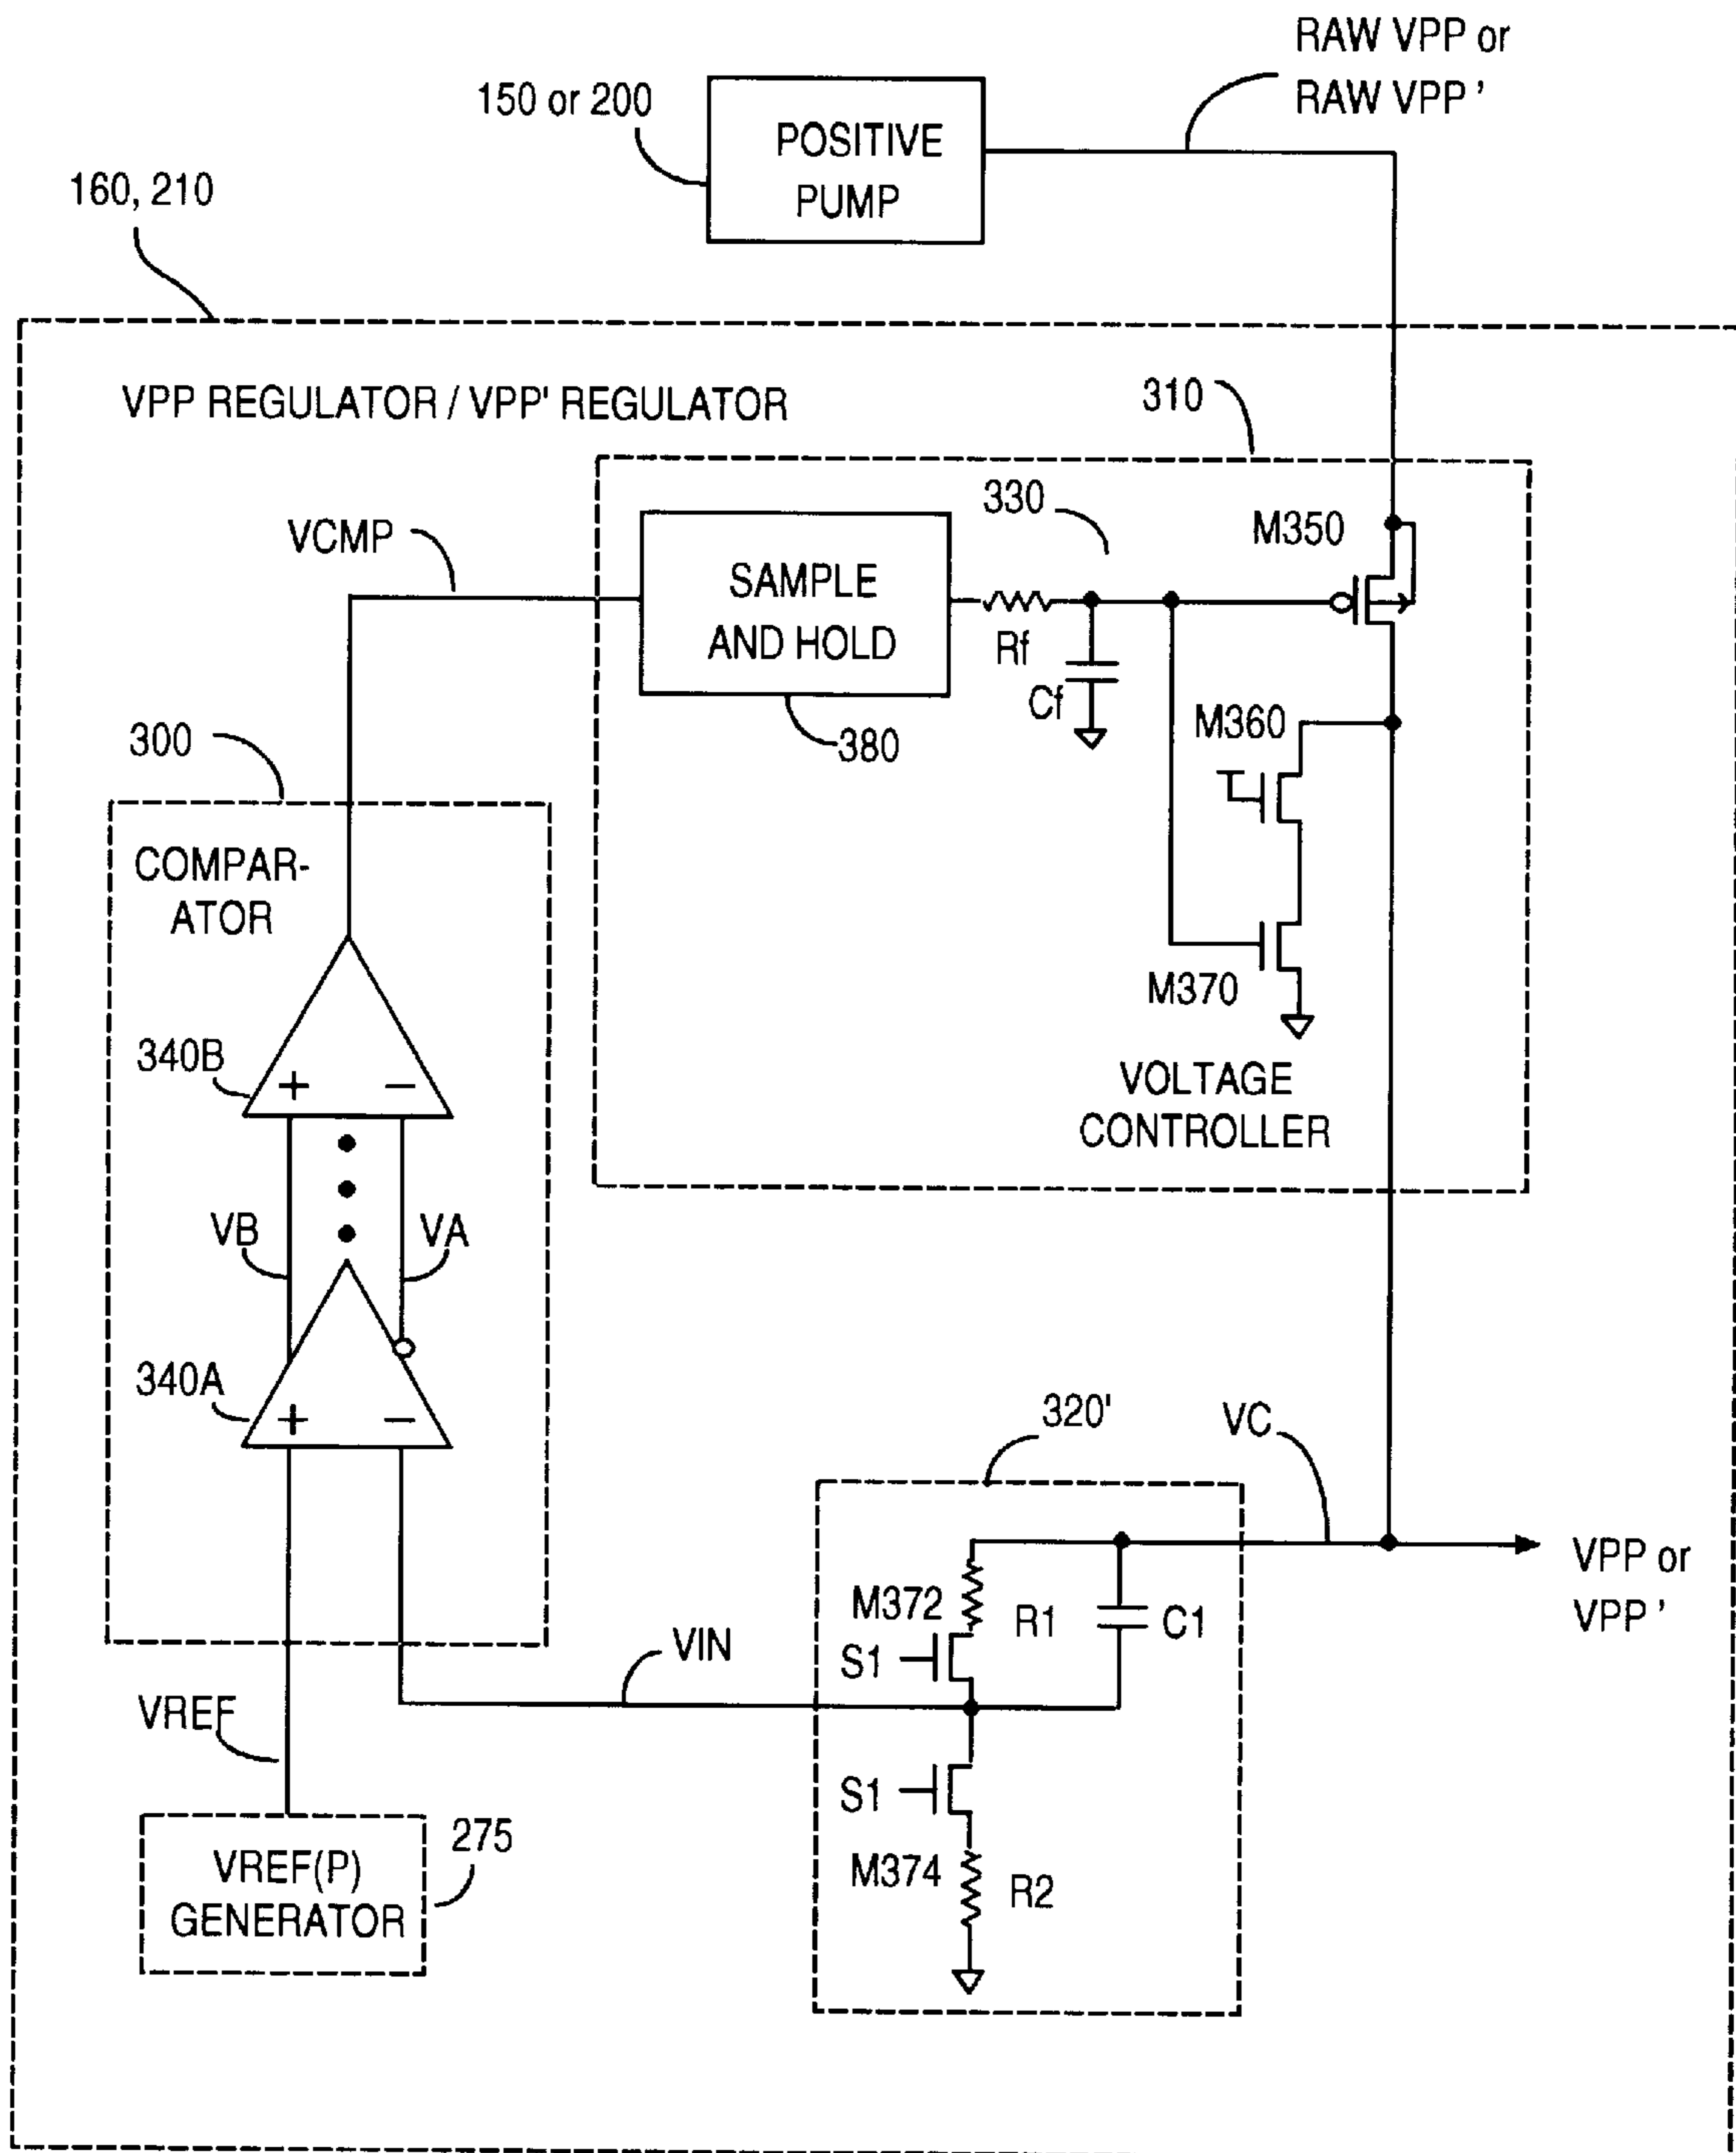 RAW VPP or
RAW VPP '
150 or 200
POSITIVE
PUMP
160, 210
VPP REGULATOR / VPP' REGULATOR
310
330
M350
VCMP
SAMPLE
AND HOLD
Rf
Cf
M360
300
380
COMPAR-
ATOR
M370
340B
+ −
VOLTAGE
CONTROLLER
VB
VA
340A
+ −
320'
VC
VPP or
VPP '
M372
R1
C1
S1
VIN
VREF
S1
275
M374
R2
VREF(P)
GENERATOR